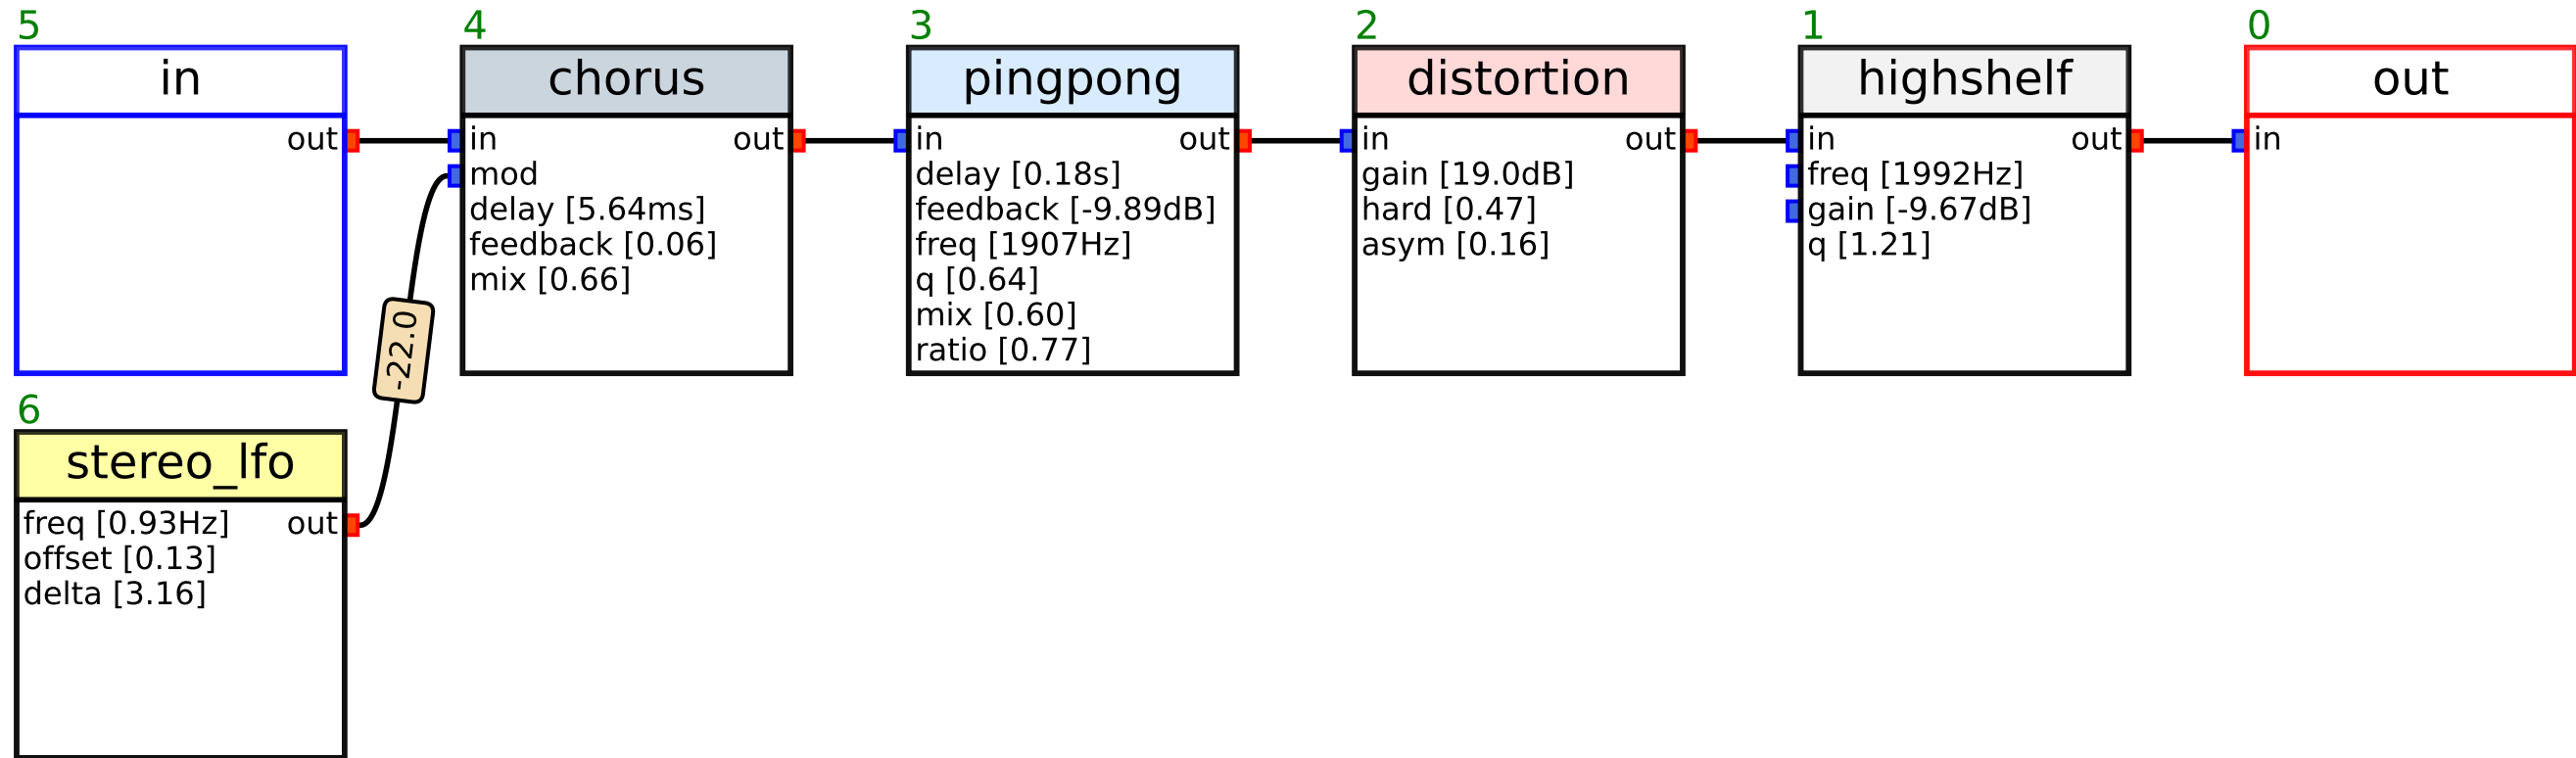 5
in
out
4
chorus
in out
mod
delay [5.64ms]
feedback [0.06]
mix [0.66]
3
pingpong
in out
delay [0.18s]
feedback [-9.89dB]
freq [1907Hz]
q [0.64]
mix [0.60]
ratio [0.77]
2
distortion
in out
gain [19.0dB]
hard [0.47]
asym [0.16]
1
highshelf
in out
freq [1992Hz]
gain [-9.67dB]
q [1.21]
0
out
in
-22.0
6
stereo_lfo
freq [0.93Hz] out
offset [0.13]
delta [3.16]